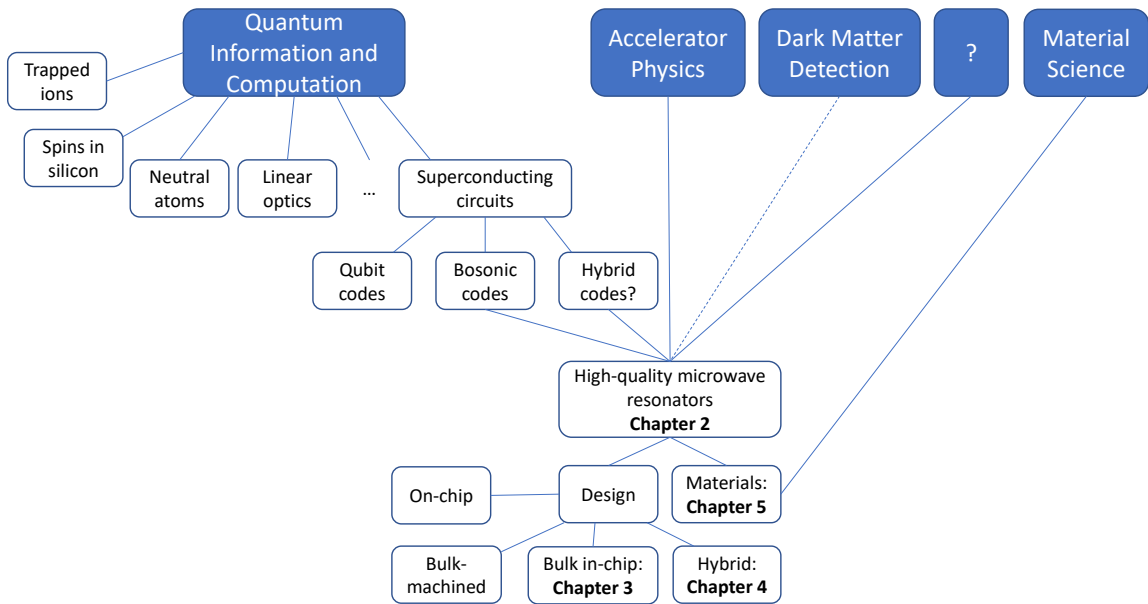 Quantum
Information and
Computation
Accelerator
Physics
Dark Matter
Detection
?
Material
Science
Trapped
ions
Spins in
silicon
Neutral
atoms
Linear
optics
...
Superconducting
circuits
Qubit
codes
Bosonic
codes
Hybrid
codes?
High-quality microwave
resonators
Chapter 2
On-chip
Design
Materials:
Chapter 5
Bulk-
machined
Bulk in-chip:
Chapter 3
Hybrid:
Chapter 4